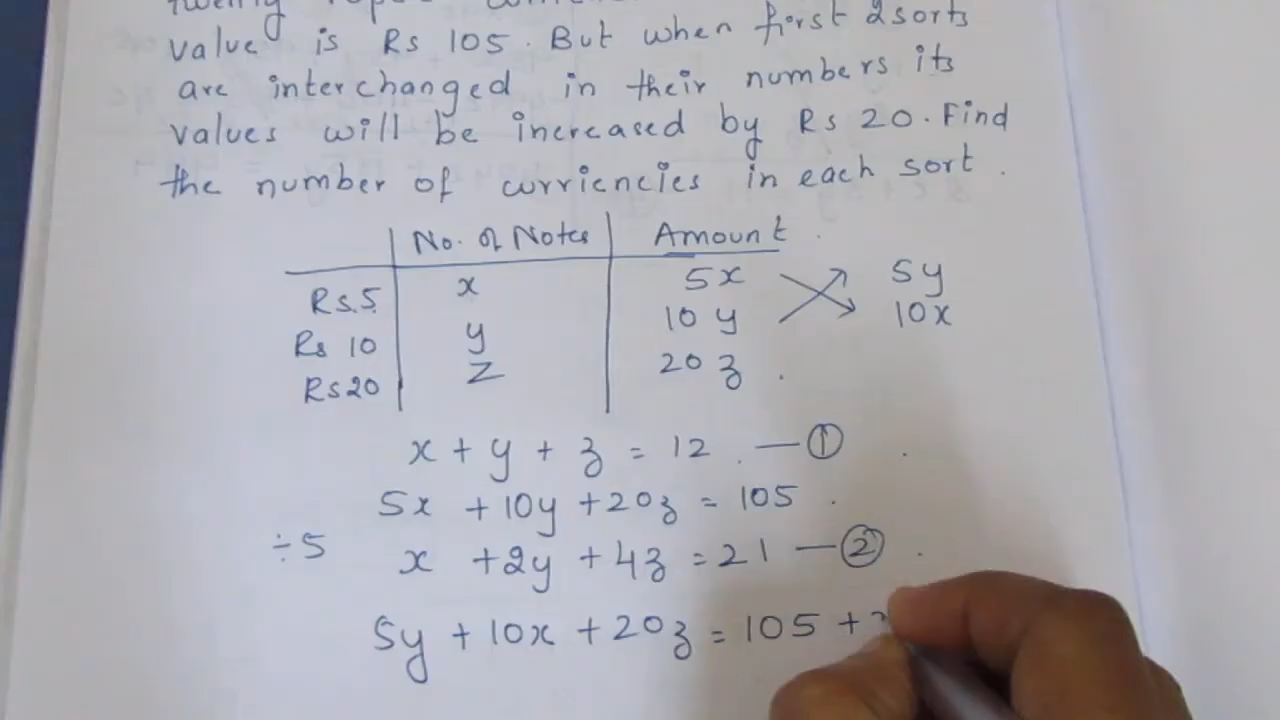 twenty
value is Rs 105. But when first 2 sorts
are interchanged in their numbers its
values will be increased by Rs 20. Find
the number of curriencies in each sort.
No. of Notes Amount
Rs.5 x 5x 5y
Rs 10 y 10y 10x
Rs 20 z 20z
x + y + z = 12 — ①
5x + 10y + 20z = 105
÷5 x + 2y + 4z = 21 — ②
5y + 10x + 20z = 105 +